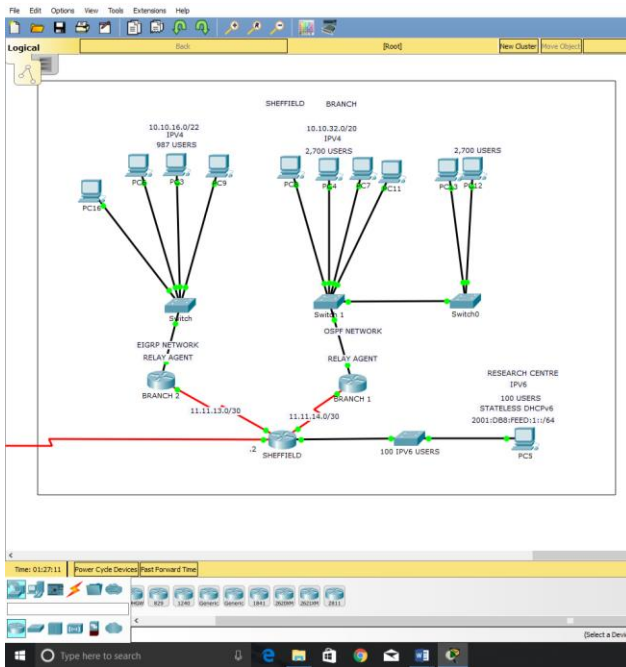 File Edit Options View Tools Extensions Help
Logical
Back
[Root]
New Cluster
Move Object
SHEFFIELD BRANCH
10.10.16.0/22
IPV4
987 USERS
10.10.32.0/20
IPV4
2,700 USERS
2,700 USERS
PC16
PC9
PC7
PC11
Switch
Switch 1
Switch0
EIGRP NETWORK
RELAY AGENT
BRANCH 2
OSPF NETWORK
RELAY AGENT
BRANCH 1
11.11.13.0/30
11.11.14.0/30
.2
SHEFFIELD
100 IPV6 USERS
RESEARCH CENTRE
IPV6
100 USERS
STATELESS DHCPv6
2001:DB8:FEED:1::/64
PC5
Time: 01:27:11
Power Cycle Devices
Fast Forward Time
829
1240
Generic
Generic
1841
2620XM
2621XM
2811
Type here to search